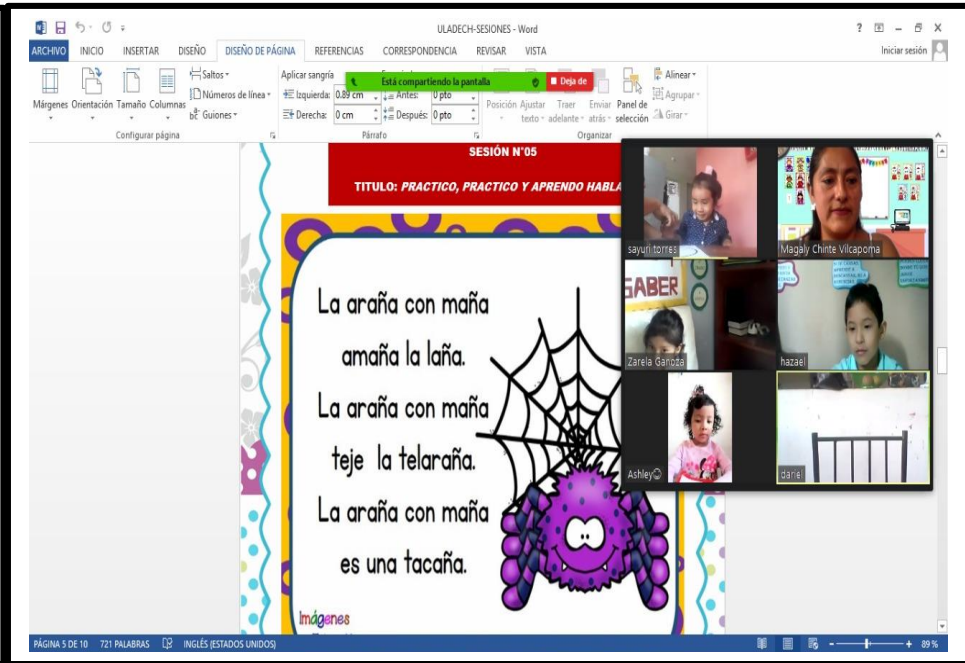 ULADECH-SESIONES - Word
ARCHIVO INICIO INSERTAR DISEÑO DISEÑO DE PÁGINA REFERENCIAS CORRESPONDENCIA REVISAR VISTA
Iniciar sesión
Saltos
Números de línea
Guiones
Márgenes Orientación Tamaño Columnas
Configurar página
Aplicar sangría
Izquierda: 0.89 cm
Derecha: 0 cm
Antes: 0 pto
Después: 0 pto
Párrafo
Está compartiendo la pantalla
Deja de
Posición Ajustar texto Traer adelante Enviar atrás Panel de selección
Alinear
Agrupar
Girar
Organizar
SESIÓN N°05
TITULO: PRACTICO, PRACTICO Y APRENDO HABLA
La araña con maña
amaña la laña.
La araña con maña
teje la telaraña.
La araña con maña
es una tacaña.
Imágenes
sayuri torres
Magaly Chinte Vilcapoma
SABER
Zarela Ganoza
hazael
Ashley
dariel
PÁGINA 5 DE 10 721 PALABRAS INGLÉS (ESTADOS UNIDOS)
89%